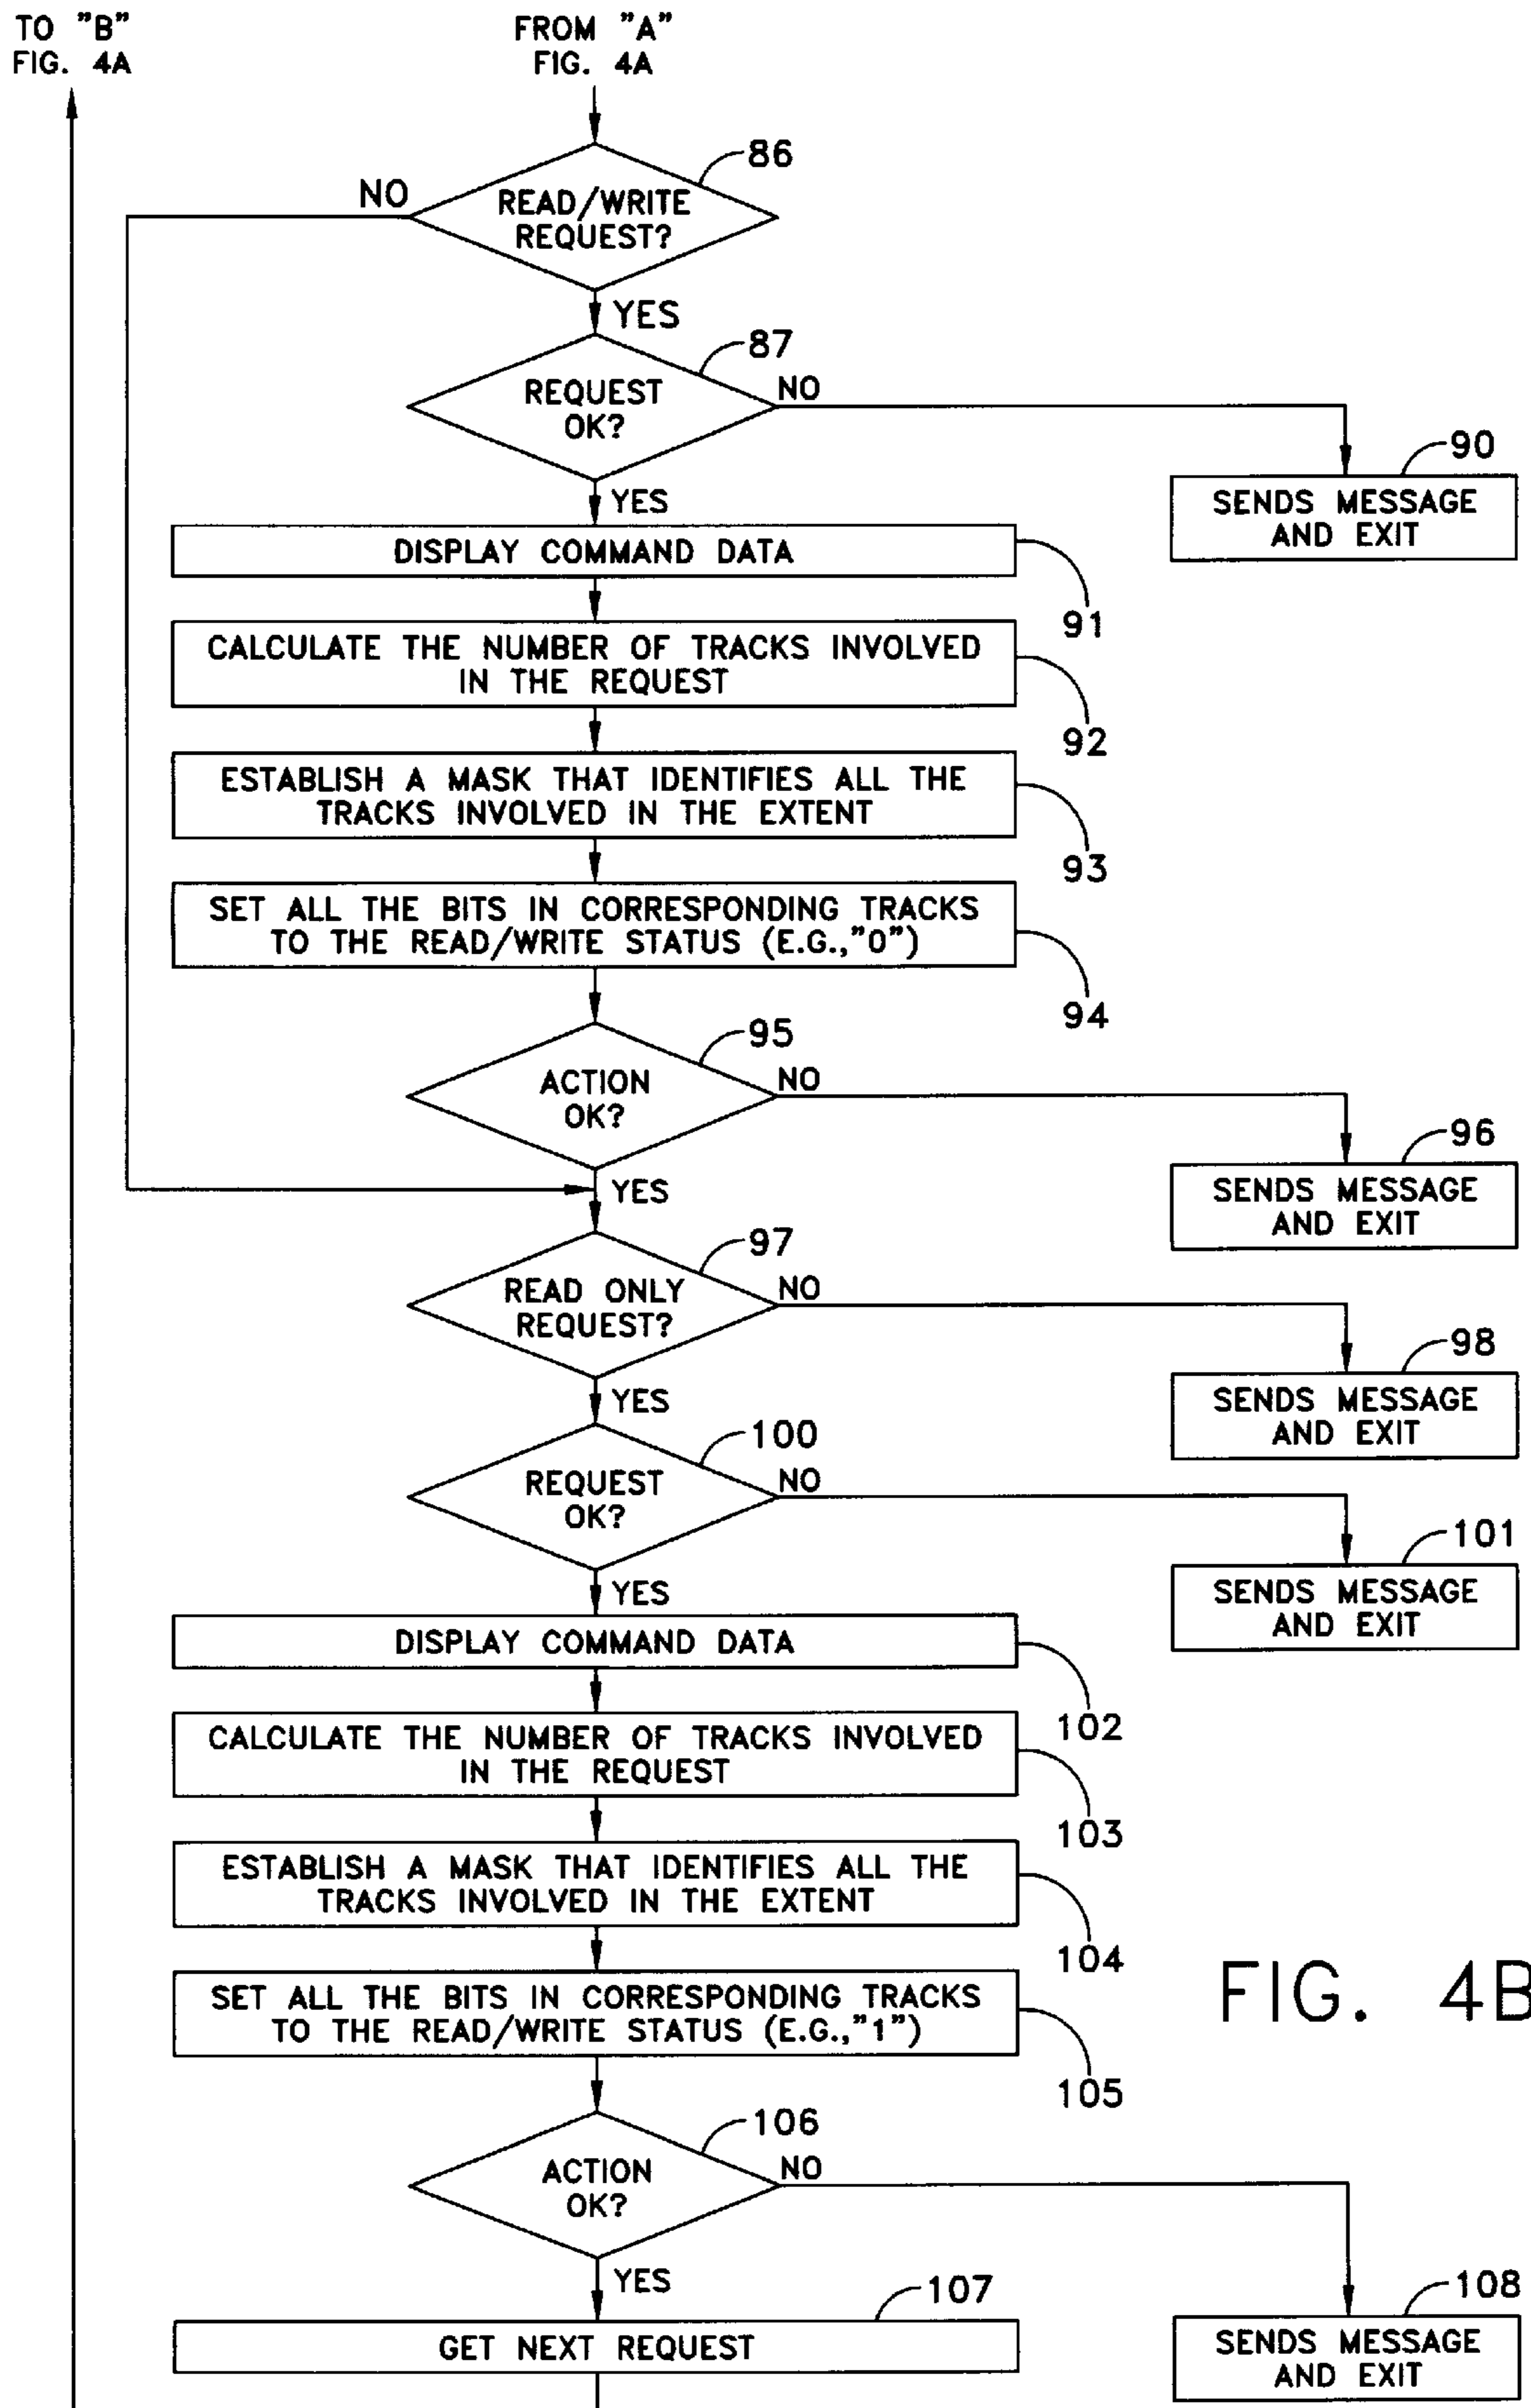 TO "B"
FIG. 4A
FROM "A"
FIG. 4A
86
NO
READ/WRITE
REQUEST?
YES
87
REQUEST
OK?
NO
90
SENDS MESSAGE
AND EXIT
YES
DISPLAY COMMAND DATA
91
CALCULATE THE NUMBER OF TRACKS INVOLVED
IN THE REQUEST
92
ESTABLISH A MASK THAT IDENTIFIES ALL THE
TRACKS INVOLVED IN THE EXTENT
93
SET ALL THE BITS IN CORRESPONDING TRACKS
TO THE READ/WRITE STATUS (E.G.,"0")
94
95
ACTION
OK?
NO
96
SENDS MESSAGE
AND EXIT
YES
97
READ ONLY
REQUEST?
NO
98
SENDS MESSAGE
AND EXIT
YES
100
REQUEST
OK?
NO
101
SENDS MESSAGE
AND EXIT
YES
DISPLAY COMMAND DATA
102
CALCULATE THE NUMBER OF TRACKS INVOLVED
IN THE REQUEST
103
ESTABLISH A MASK THAT IDENTIFIES ALL THE
TRACKS INVOLVED IN THE EXTENT
104
SET ALL THE BITS IN CORRESPONDING TRACKS
TO THE READ/WRITE STATUS (E.G.,"1")
105
FIG. 4B
106
ACTION
OK?
NO
YES
107
GET NEXT REQUEST
108
SENDS MESSAGE
AND EXIT